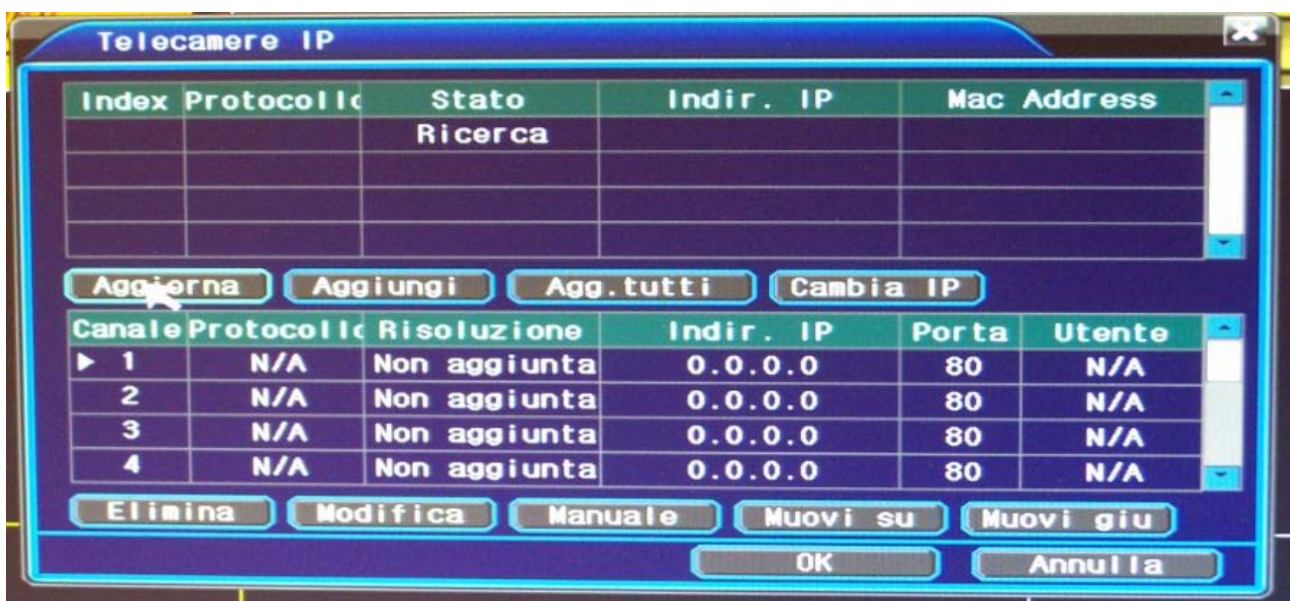 Telecamere IP
Index Protocollo Stato Indir. IP Mac Address
Ricerca
Aggiorna Aggiungi Agg.tutti Cambia IP
Canale Protocollo Risoluzione Indir. IP Porta Utente
1 N/A Non aggiunta 0.0.0.0 80 N/A
2 N/A Non aggiunta 0.0.0.0 80 N/A
3 N/A Non aggiunta 0.0.0.0 80 N/A
4 N/A Non aggiunta 0.0.0.0 80 N/A
Elimina Modifica Manuale Muovi su Muovi giu
OK Annulla